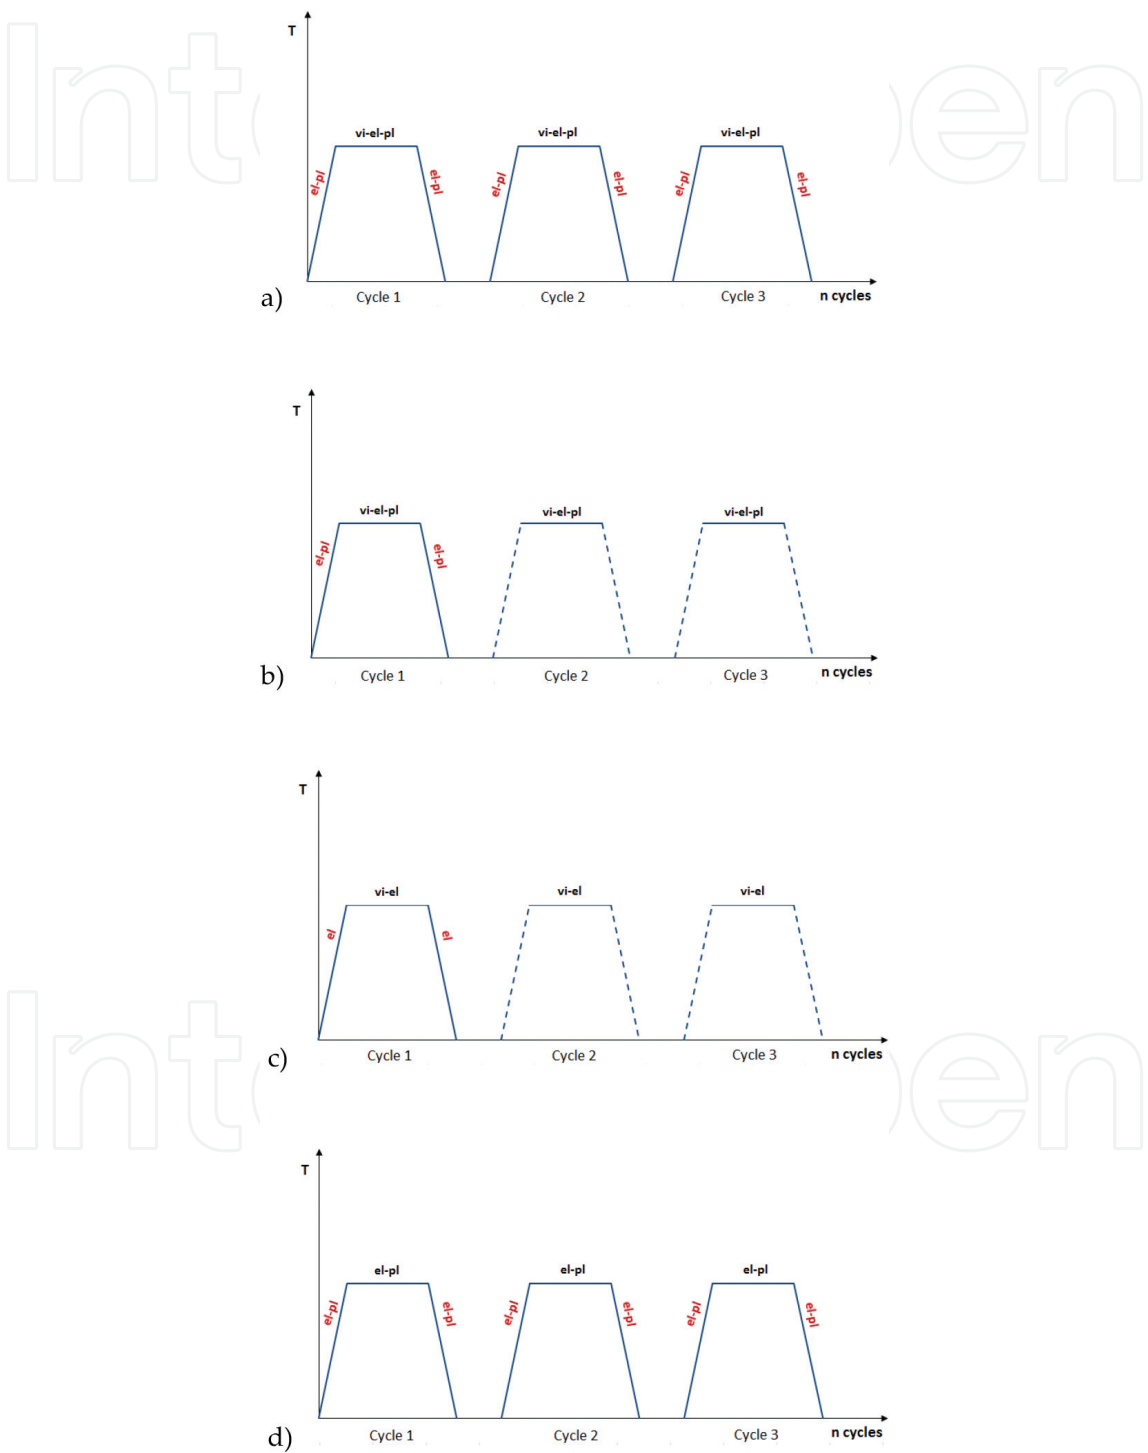 T
vi-el-pl vi-el-pl vi-el-pl
el-pl el-pl el-pl el-pl el-pl el-pl
a) Cycle 1 Cycle 2 Cycle 3 n cycles
T
vi-el-pl vi-el-pl vi-el-pl
el-pl el-pl
b) Cycle 1 Cycle 2 Cycle 3 n cycles
T
vi-el vi-el vi-el
el el
c) Cycle 1 Cycle 2 Cycle 3 n cycles
T
el-pl el-pl el-pl
el-pl el-pl el-pl el-pl el-pl el-pl
d) Cycle 1 Cycle 2 Cycle 3 n cycles